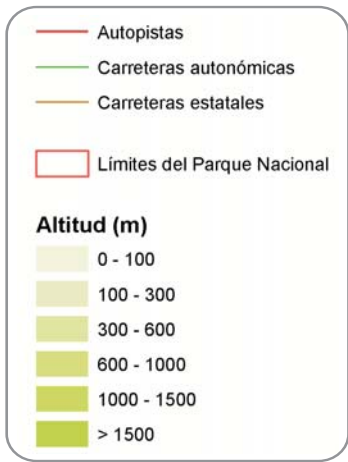 Autopistas
Carreteras autonómicas
Carreteras estatales
Límites del Parque Nacional
Altitud (m)
0 - 100
100 - 300
300 - 600
600 - 1000
1000 - 1500
> 1500